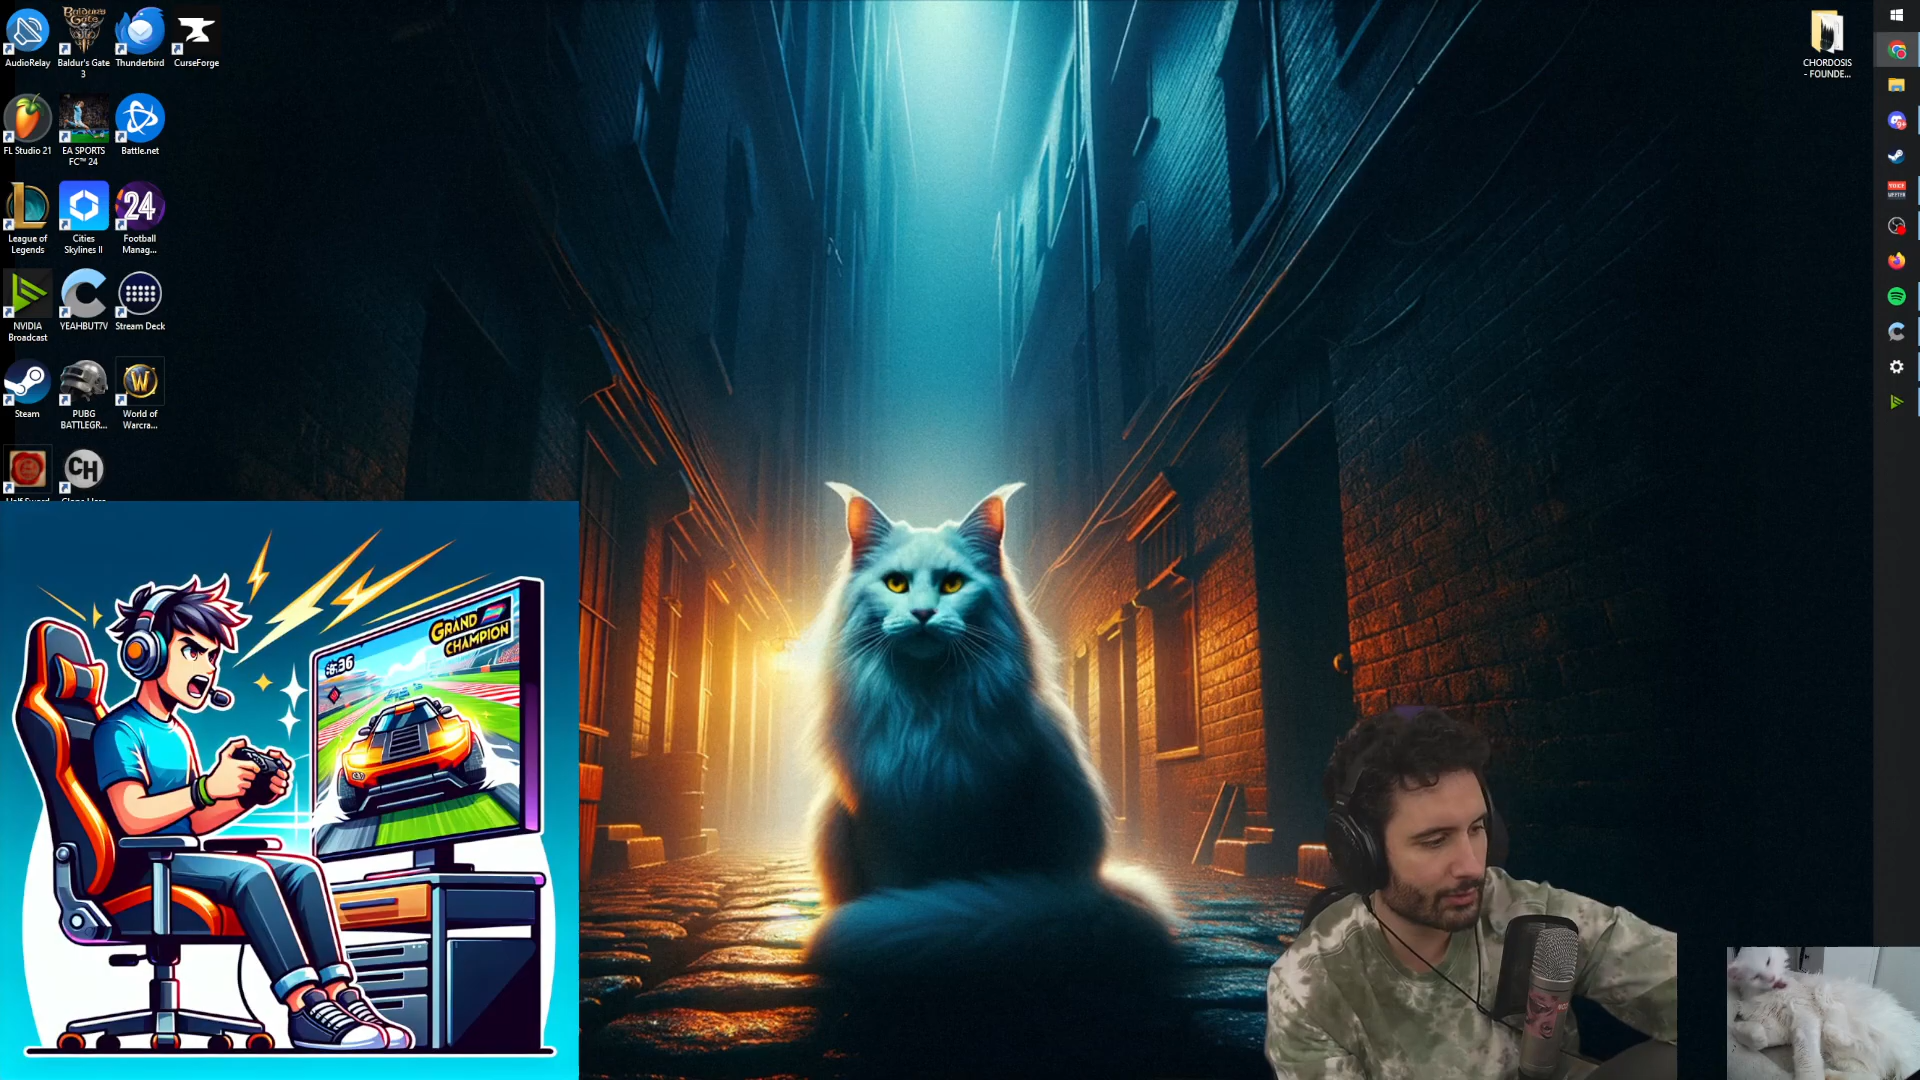 AudioRelay
Baldur's Gate
3
Thunderbird
CurseForge
CHORDOSIS
- FOUNDE...
FL Studio 21
EA SPORTS
FC™ 24
Battle.net
League of
Legends
Cities
Skylines II
24
Football
Manag...
NVIDIA
Broadcast
YEAHBUT7V
Stream Deck
Steam
PUBG
BATTLEGR...
W
World of
Warcra...
CH
GRAND
CHAMPION